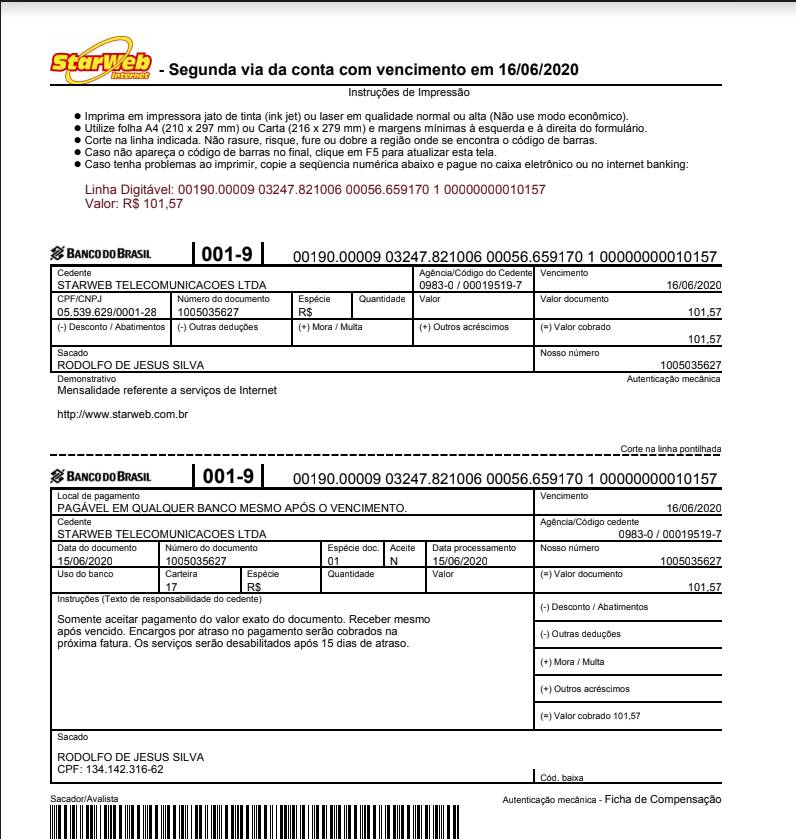 StarWeb
Internet
- Segunda via da conta com vencimento em 16/06/2020
Instruções de Impressão
● Imprima em impressora jato de tinta (ink jet) ou laser em qualidade normal ou alta (Não use modo econômico).
● Utilize folha A4 (210 x 297 mm) ou Carta (216 x 279 mm) e margens mínimas à esquerda e à direita do formulário.
● Corte na linha indicada. Não rasure, risque, fure ou dobre a região onde se encontra o código de barras.
● Caso não apareça o código de barras no final, clique em F5 para atualizar esta tela.
● Caso tenha problemas ao imprimir, copie a seqüencia numérica abaixo e pague no caixa eletrônico ou no internet banking:
Linha Digitável: 00190.00009 03247.821006 00056.659170 1 00000000010157
Valor: R$ 101,57
BANCO DO BRASIL 001-9 00190.00009 03247.821006 00056.659170 1 00000000010157
Cedente Agência/Código do Cedente Vencimento
STARWEB TELECOMUNICACOES LTDA 0983-0 / 00019519-7 16/06/2020
CPF/CNPJ Número do documento Espécie Quantidade Valor Valor documento
05.539.629/0001-28 1005035627 R$ 101,57
(-) Desconto / Abatimentos (-) Outras deduções (+) Mora / Multa (+) Outros acréscimos (=) Valor cobrado
101,57
Sacado Nosso número
RODOLFO DE JESUS SILVA 1005035627
Demonstrativo Autenticação mecânica
Mensalidade referente a serviços de Internet
http://www.starweb.com.br
Corte na linha pontilhada
BANCO DO BRASIL 001-9 00190.00009 03247.821006 00056.659170 1 00000000010157
Local de pagamento Vencimento
PAGÁVEL EM QUALQUER BANCO MESMO APÓS O VENCIMENTO. 16/06/2020
Cedente Agência/Código cedente
STARWEB TELECOMUNICACOES LTDA 0983-0 / 00019519-7
Data do documento Número do documento Espécie doc. Aceite Data processamento Nosso número
15/06/2020 1005035627 01 N 15/06/2020 1005035627
Uso do banco Carteira Espécie Quantidade Valor (=) Valor documento
17 R$ 101,57
Instruções (Texto de responsabilidade do cedente) (-) Desconto / Abatimentos
Somente aceitar pagamento do valor exato do documento. Receber mesmo
após vencido. Encargos por atraso no pagamento serão cobrados na
próxima fatura. Os serviços serão desabilitados após 15 dias de atraso.
(-) Outras deduções
(+) Mora / Multa
(+) Outros acréscimos
(=) Valor cobrado 101,57
Sacado
RODOLFO DE JESUS SILVA
CPF: 134.142.316-62
Cód. baixa
Sacador/Avalista Autenticação mecânica - Ficha de Compensação